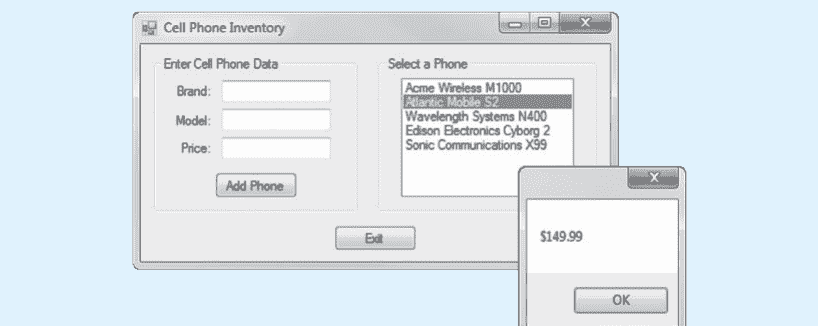 Cell Phone Inventory
Enter Cell Phone Data
Brand:
Model:
Price:
Add Phone
Select a Phone
Acme Wireless M1000
Atlantic Mobile S2
Wavelength Systems N400
Edison Electronics Cyborg 2
Sonic Communications X99
Exit
$149.99
OK